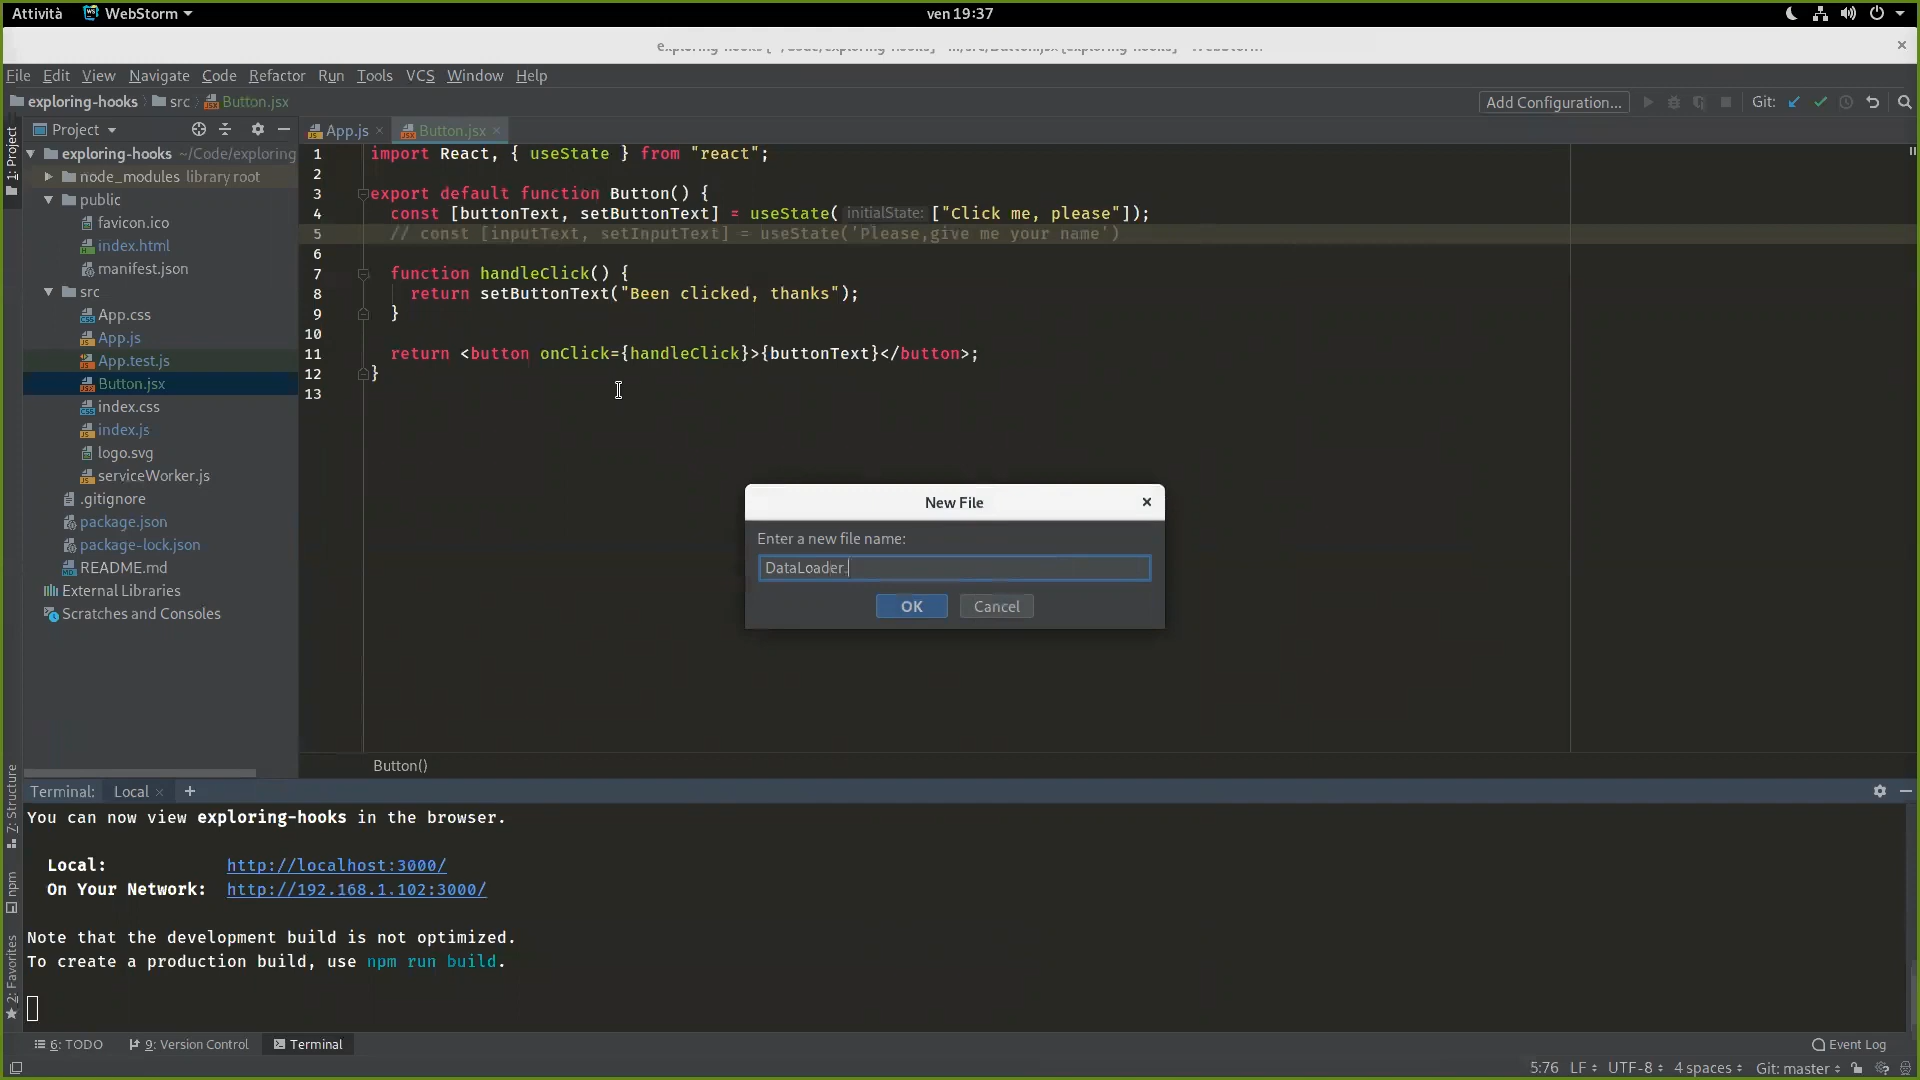 Attività WebStorm ven 19:37
File Edit View Navigate Code Refactor Run Tools VCS Window Help
exploring-hooks src Button.jsx Add Configuration... Git:
Project App.js Button.jsx
1: Project
exploring-hooks ~/Code/exploring
node_modules library root
public
favicon.ico
index.html
manifest.json
src
App.css
App.js
App.test.js
Button.jsx
index.css
index.js
logo.svg
serviceWorker.js
.gitignore
package.json
package-lock.json
README.md
External Libraries
Scratches and Consoles
1 import React, { useState } from "react";
2
3 export default function Button() {
4 const [buttonText, setButtonText] = useState( initialState: ["Click me, please"]);
5 // const [inputText, setInputText] = useState('Please,give me your name')
6
7 function handleClick() {
8 return setButtonText("Been clicked, thanks");
9 }
10
11 return <button onClick={handleClick}>{buttonText}</button>;
12 }
13
New File
Enter a new file name:
DataLoader.
OK Cancel
Button()
Terminal: Local
You can now view exploring-hooks in the browser.
Local: http://localhost:3000/
On Your Network: http://192.168.1.102:3000/
Note that the development build is not optimized.
To create a production build, use npm run build.
7: Structure
npm
2: Favorites
6: TODO 9: Version Control Terminal Event Log
5:76 LF UTF-8 4 spaces Git: master